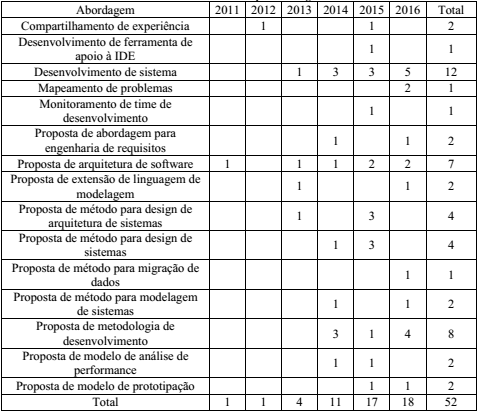 Abordagem 2011 2012 2013 2014 2015 2016 Total
Compartilhamento de experiência 1 1 2
Desenvolvimento de ferramenta de
apoio à IDE 1 1
Desenvolvimento de sistema 1 3 3 5 12
Mapeamento de problemas 2 1
Monitoramento de time de
desenvolvimento 1 1
Proposta de abordagem para
engenharia de requisitos 1 1 2
Proposta de arquitetura de software 1 1 1 2 2 7
Proposta de extensão de linguagem de
modelagem 1 1 2
Proposta de método para design de
arquitetura de sistemas 1 3 4
Proposta de método para design de
sistemas 1 3 4
Proposta de método para migração de
dados 1 1
Proposta de método para modelagem
de sistemas 1 1 2
Proposta de metodologia de
desenvolvimento 3 1 4 8
Proposta de modelo de análise de
performance 1 1 2
Proposta de modelo de prototipação 1 1 2
Total 1 1 4 11 17 18 52